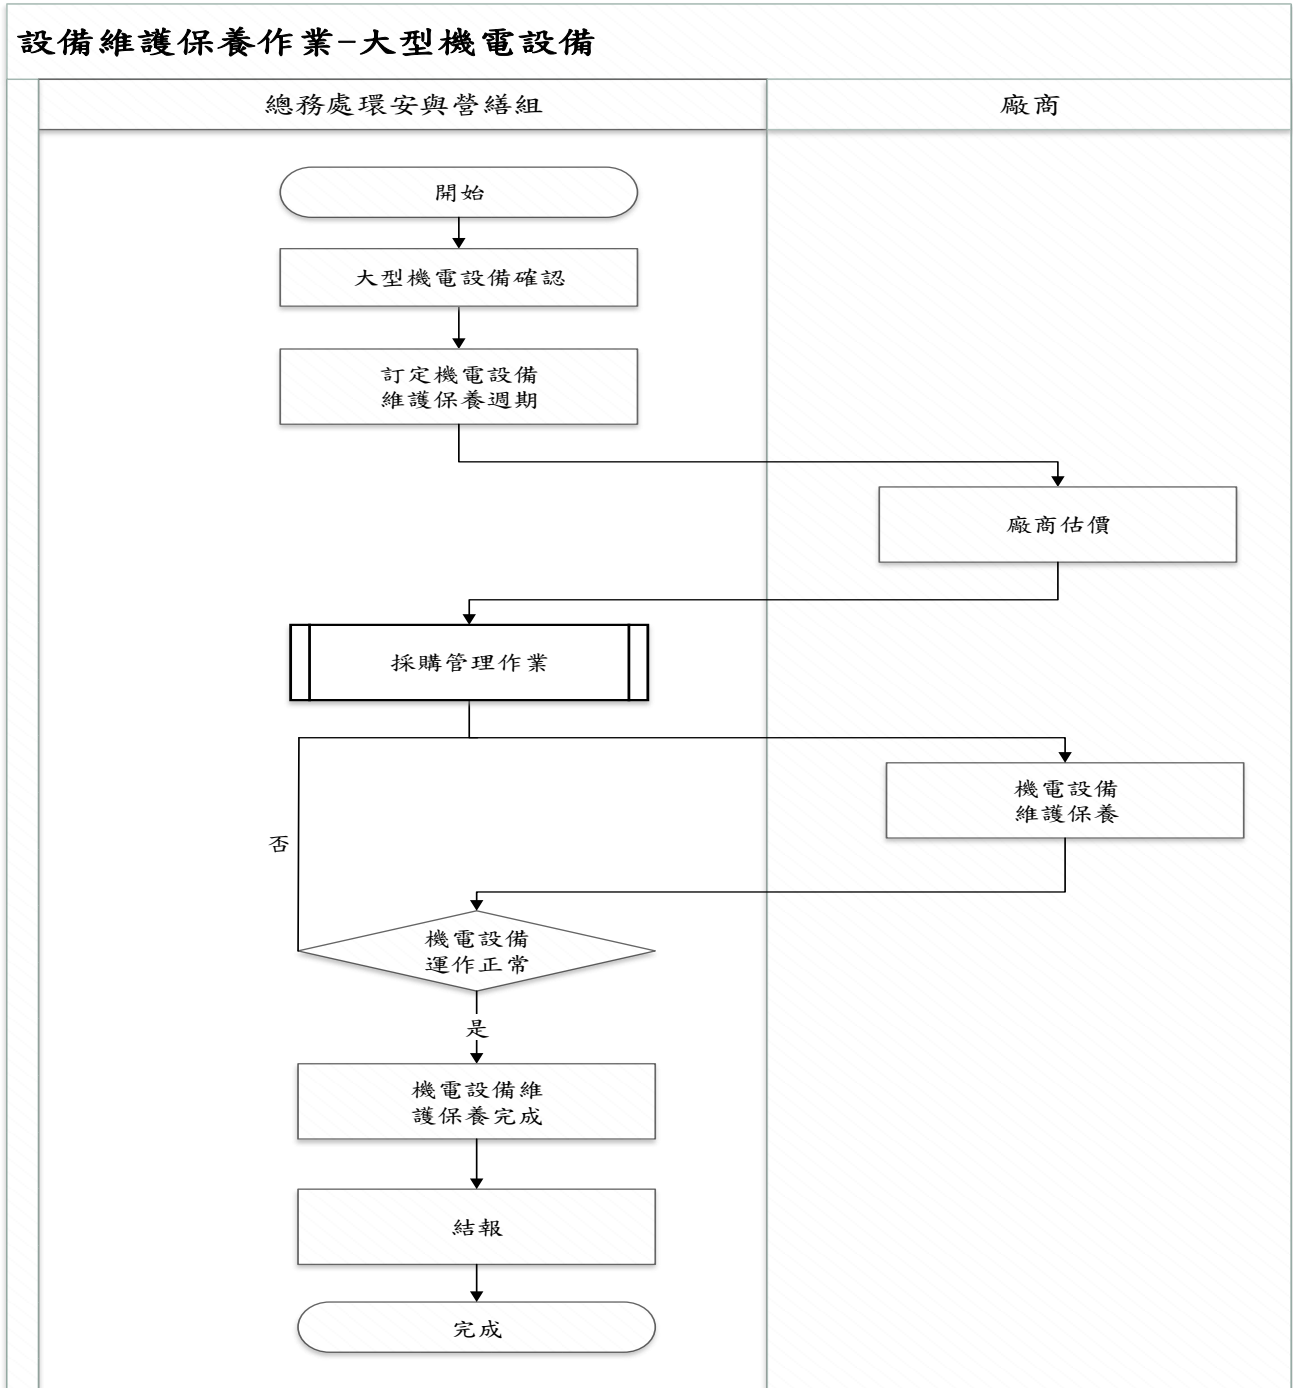 設備維護保養作業-大型機電設備
總務處環安與營繕組
廠商
開始
大型機電設備確認
訂定機電設備
維護保養週期
廠商估價
採購管理作業
機電設備
維護保養
否
機電設備
運作正常
是
機電設備維
護保養完成
結報
完成